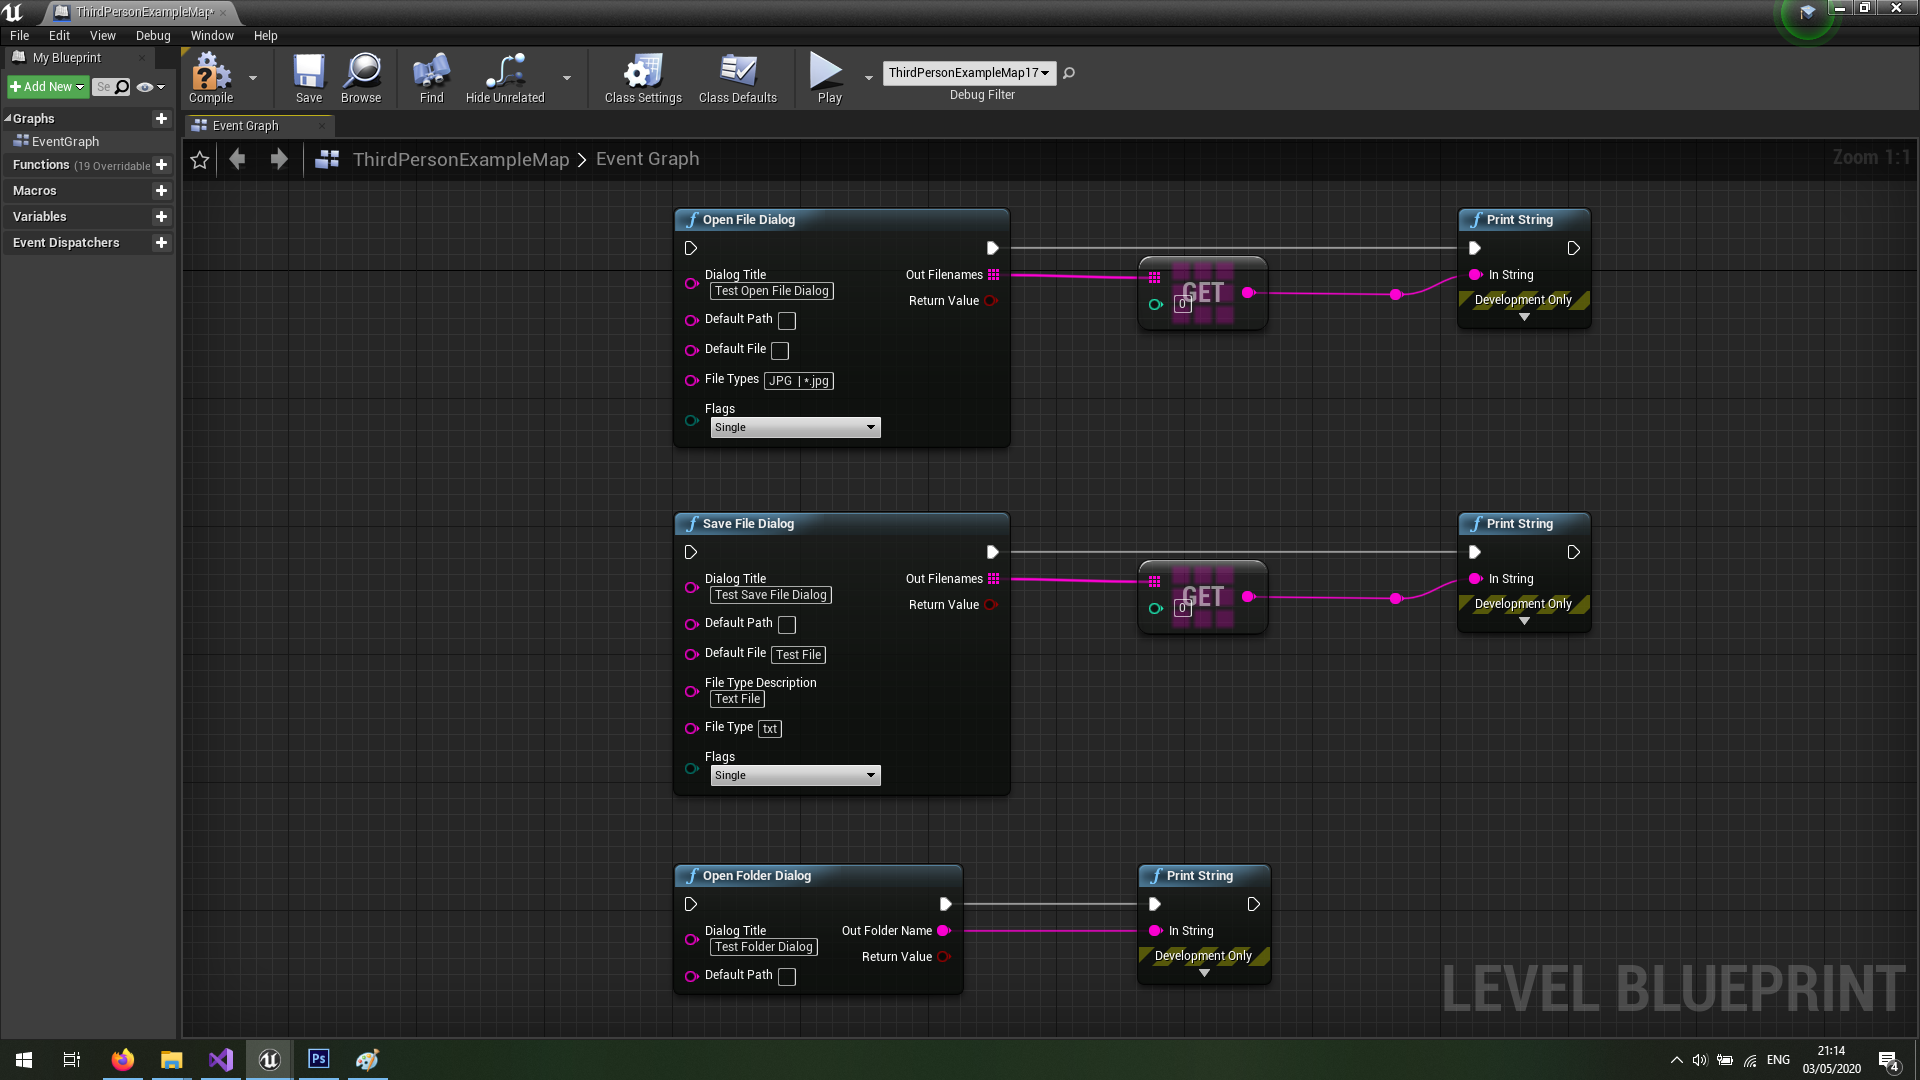 ThirdPersonExampleMap*
File Edit View Debug Window Help
My Blueprint
Add New
Se
Compile
Save
Browse
Find
Hide Unrelated
Class Settings
Class Defaults
Play
ThirdPersonExampleMap17
Debug Filter
Graphs
EventGraph
Functions (19 Overridable
Macros
Variables
Event Dispatchers
Event Graph
ThirdPersonExampleMap > Event Graph
Zoom 1:1
Open File Dialog
Dialog Title
Test Open File Dialog
Default Path
Default File
File Types JPG |*.jpg
Flags
Single
Out Filenames
Return Value
GET
0
Print String
In String
Development Only
Save File Dialog
Dialog Title
Test Save File Dialog
Default Path
Default File Test File
File Type Description
Text File
File Type txt
Flags
Single
Out Filenames
Return Value
GET
0
Print String
In String
Development Only
Open Folder Dialog
Dialog Title
Test Folder Dialog
Default Path
Out Folder Name
Return Value
Print String
In String
Development Only
LEVEL BLUEPRINT
Ps
ENG
21:14
03/05/2020
4